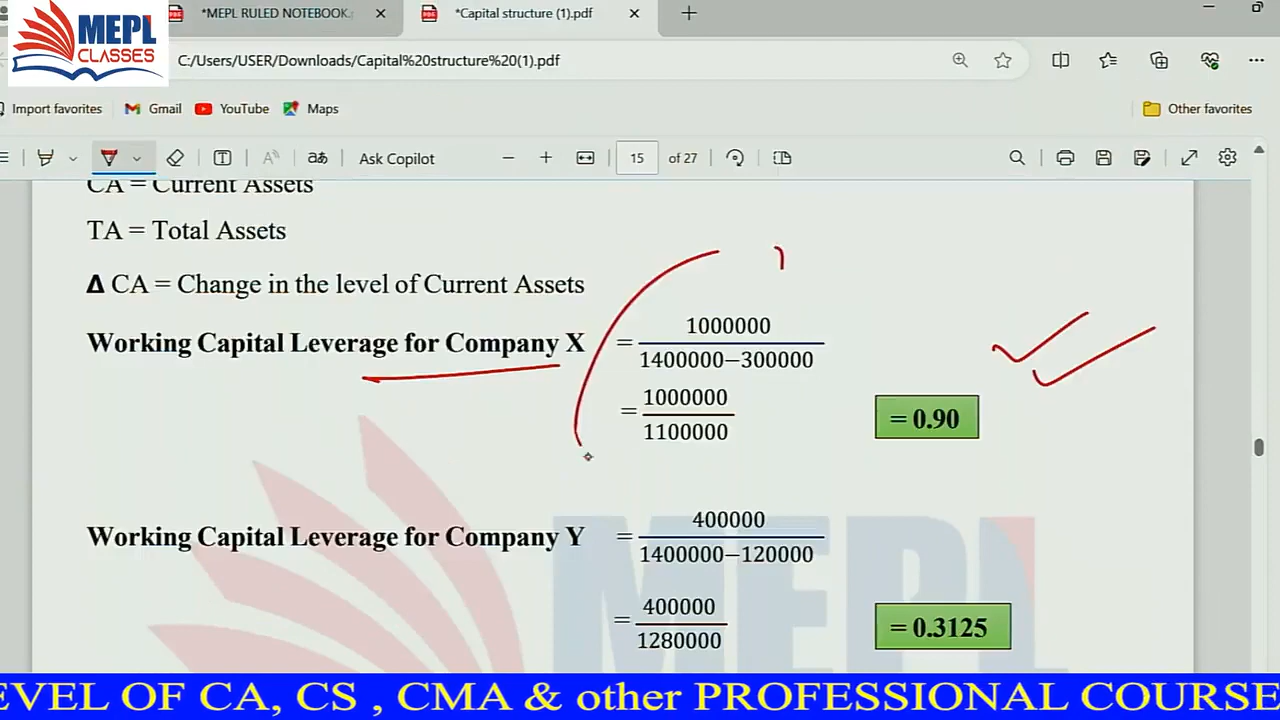 MEPL
CLASSES
*MEPL RULED NOTEBOOK.
*Capital structure (1).pdf
C:/Users/USER/Downloads/Capital%20structure%20(1).pdf
Import favorites
Gmail
YouTube
Maps
Other favorites
Ask Copilot
15 of 27
CA = Current Assets
TA = Total Assets
Δ CA = Change in the level of Current Assets
Working Capital Leverage for Company X = 1000000 / 1400000−300000
= 1000000 / 1100000 = 0.90
Working Capital Leverage for Company Y = 400000 / 1400000−120000
= 400000 / 1280000 = 0.3125
MEPL
EVEL OF CA, CS , CMA & other PROFESSIONAL COURSE